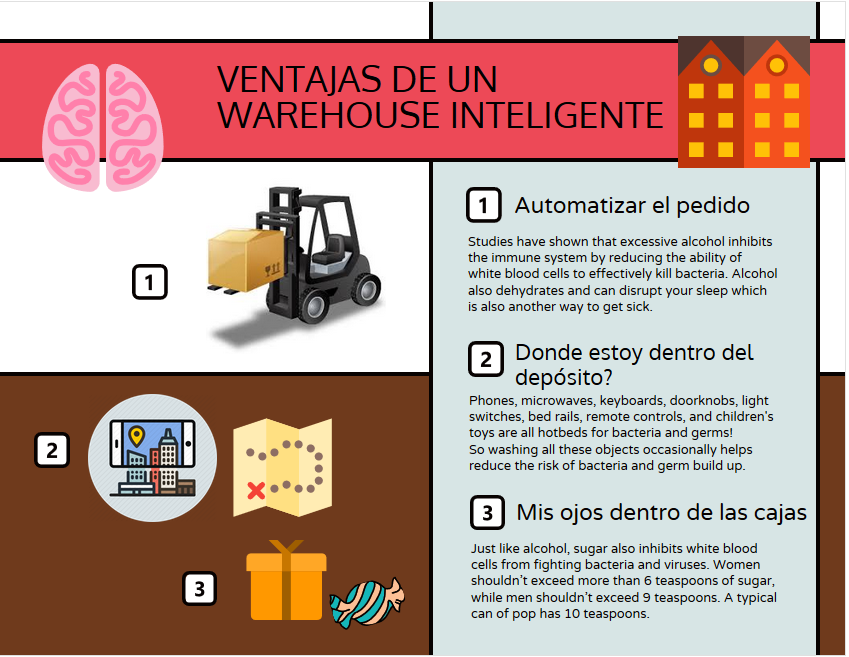 VENTAJAS DE UN
WAREHOUSE INTELIGENTE
1
Automatizar el pedido
Studies have shown that excessive alcohol inhibits
the immune system by reducing the ability of
white blood cells to effectively kill bacteria. Alcohol
also dehydrates and can disrupt your sleep which
is also another way to get sick.
1
2
Donde estoy dentro del
depósito?
Phones, microwaves, keyboards, doorknobs, light
switches, bed rails, remote controls, and children's
toys are all hotbeds for bacteria and germs!
So washing all these objects occasionally helps
reduce the risk of bacteria and germ build up.
2
3
Mis ojos dentro de las cajas
Just like alcohol, sugar also inhibits white blood
cells from fighting bacteria and viruses. Women
shouldn't exceed more than 6 teaspoons of sugar,
while men shouldn't exceed 9 teaspoons. A typical
can of pop has 10 teaspoons.
3